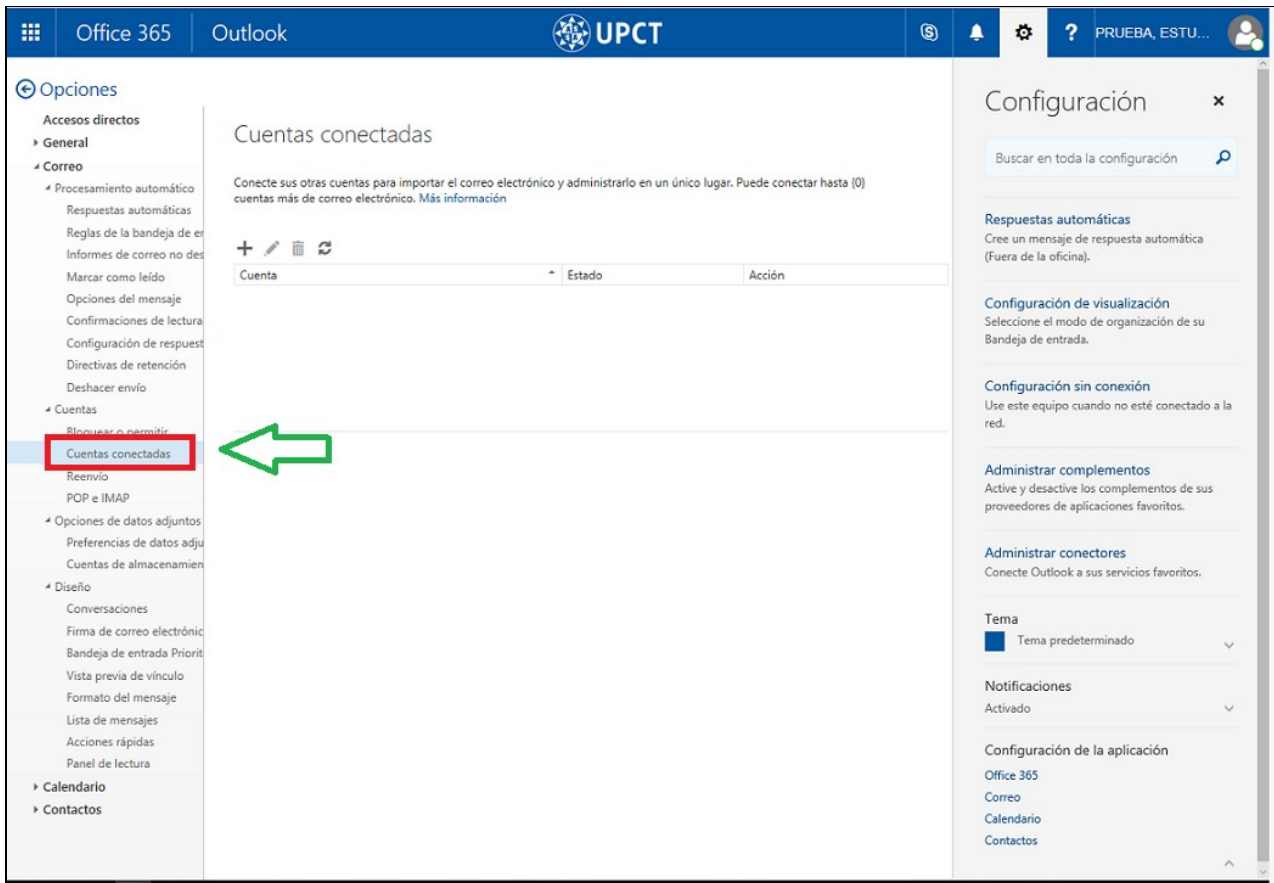 Office 365
Outlook
UPCT
PRUEBA, ESTU...
Opciones
Accesos directos
General
Correo
Procesamiento automático
Respuestas automáticas
Reglas de la bandeja de er
Informes de correo no des
Marcar como leído
Opciones del mensaje
Confirmaciones de lectura
Configuración de respuest
Directivas de retención
Deshacer envío
Cuentas
Bloquear o permitir
Cuentas conectadas
Reenvío
POP e IMAP
Opciones de datos adjuntos
Preferencias de datos adju
Cuentas de almacenamien
Diseño
Conversaciones
Firma de correo electrónic
Bandeja de entrada Priorit
Vista previa de vínculo
Formato del mensaje
Lista de mensajes
Acciones rápidas
Panel de lectura
Calendario
Contactos
Cuentas conectadas
Conecte sus otras cuentas para importar el correo electrónico y administrarlo en un único lugar. Puede conectar hasta {0}
cuentas más de correo electrónico. Más información
Cuenta Estado Acción
Configuración
Buscar en toda la configuración
Respuestas automáticas
Cree un mensaje de respuesta automática
(Fuera de la oficina).
Configuración de visualización
Seleccione el modo de organización de su
Bandeja de entrada.
Configuración sin conexión
Use este equipo cuando no esté conectado a la
red.
Administrar complementos
Active y desactive los complementos de sus
proveedores de aplicaciones favoritos.
Administrar conectores
Conecte Outlook a sus servicios favoritos.
Tema
Tema predeterminado
Notificaciones
Activado
Configuración de la aplicación
Office 365
Correo
Calendario
Contactos